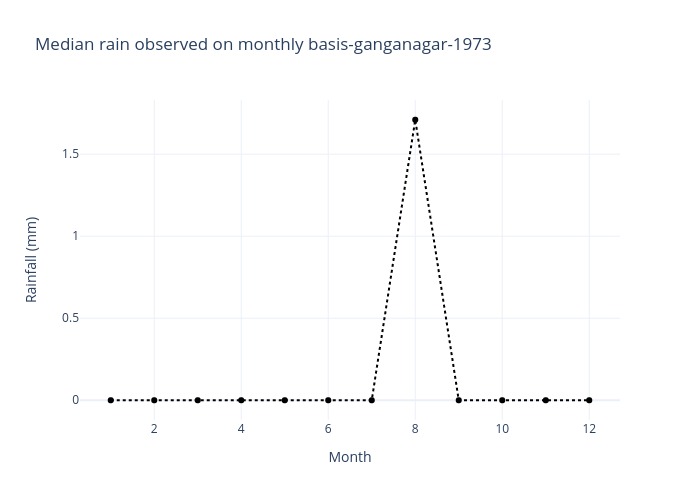 Median rain observed on monthly basis-ganganagar-1973
1.5
1
0.5
0
Rainfall (mm)
2 4 6 8 10 12
Month